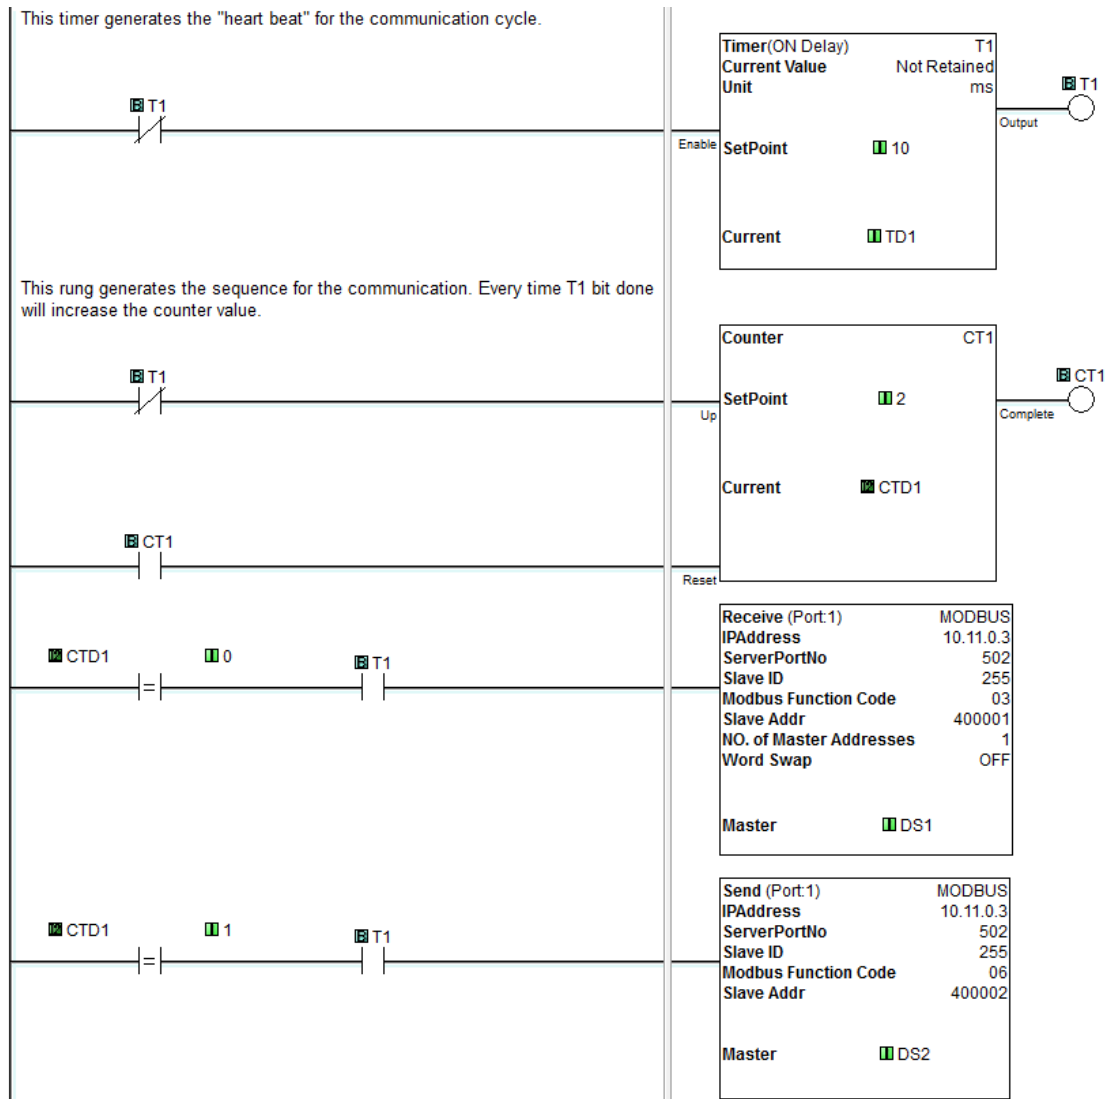 This timer generates the "heart beat" for the communication cycle.
Timer(ON Delay) T1
Current Value Not Retained
Unit ms
B T1
B T1
Output
Enable
SetPoint 10
Current TD1
This rung generates the sequence for the communication. Every time T1 bit done
will increase the counter value.
Counter CT1
B T1
B CT1
SetPoint 2
Up
Complete
Current CTD1
B CT1
Reset
Receive (Port:1) MODBUS
IPAddress 10.11.0.3
ServerPortNo 502
Slave ID 255
Modbus Function Code 03
Slave Addr 400001
NO. of Master Addresses 1
Word Swap OFF
Master DS1
CTD1 0 B T1
=
Send (Port:1) MODBUS
IPAddress 10.11.0.3
ServerPortNo 502
Slave ID 255
Modbus Function Code 06
Slave Addr 400002
Master DS2
CTD1 1 B T1
=